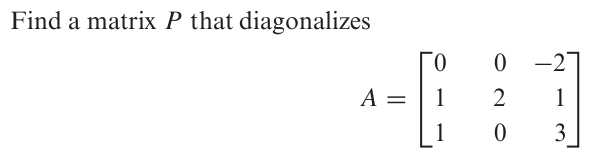 Find a matrix P that diagonalizes
A = [0 0 −2
1 2 1
1 0 3]